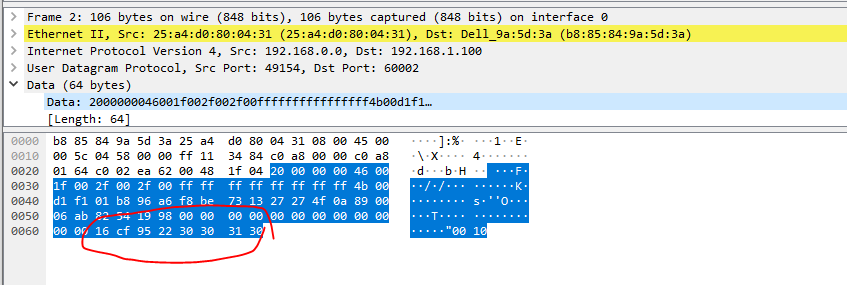 Frame 2: 106 bytes on wire (848 bits), 106 bytes captured (848 bits) on interface 0
Ethernet II, Src: 25:a4:d0:80:04:31 (25:a4:d0:80:04:31), Dst: Dell_9a:5d:3a (b8:85:84:9a:5d:3a)
Internet Protocol Version 4, Src: 192.168.0.0, Dst: 192.168.1.100
User Datagram Protocol, Src Port: 49154, Dst Port: 60002
Data (64 bytes)
Data: 2000000046001f002f002f00ffffffffffffffff4b00d1f1…
[Length: 64]
0000 b8 85 84 9a 5d 3a 25 a4 d0 80 04 31 08 00 45 00 ····]:% ···1··E·
0010 00 5c 04 58 00 00 ff 11 34 84 c0 a8 00 00 c0 a8 ·\·X···· 4·······
0020 01 64 c0 02 ea 62 00 48 1f 04 20 00 00 00 46 00 ·d···b·H ·· ···F·
0030 1f 00 2f 00 2f 00 ff ff ff ff ff ff ff ff 4b 00 ··/·/··· ······K·
0040 d1 f1 01 b8 96 a6 f8 be 73 13 27 27 4f 0a 89 00 ········ s·''O···
0050 06 ab 82 54 19 98 00 00 00 00 00 00 00 00 00 00 ···T···· ········
0060 00 00 16 cf 95 22 30 30 31 30 ·····"00 10